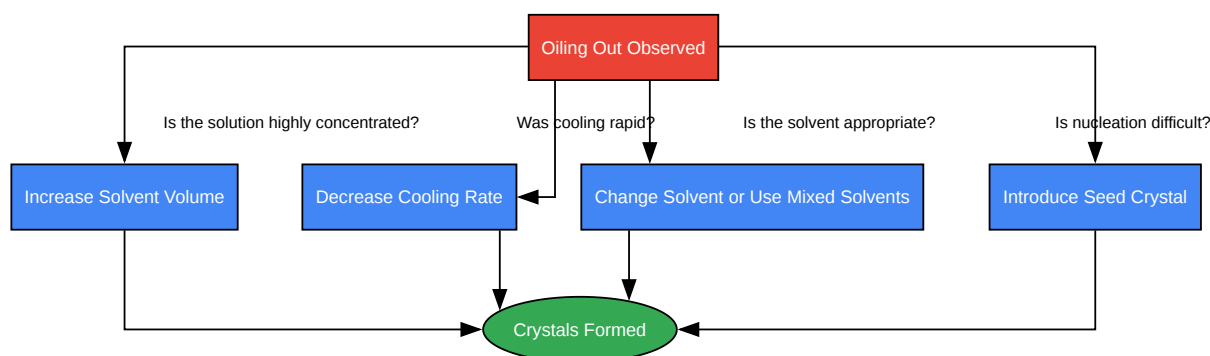 Oiling Out Observed
Is the solution highly concentrated?
Was cooling rapid?
Is the solvent appropriate?
Is nucleation difficult?
Increase Solvent Volume
Decrease Cooling Rate
Change Solvent or Use Mixed Solvents
Introduce Seed Crystal
Crystals Formed